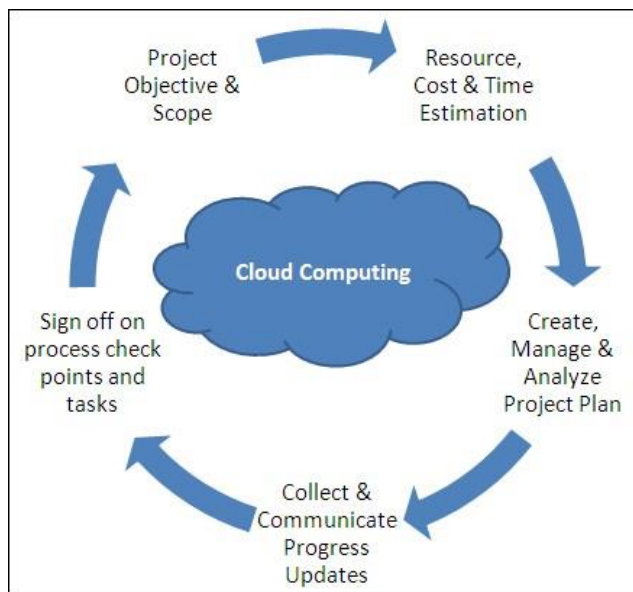 Project
Objective &
Scope
Resource,
Cost & Time
Estimation
Cloud Computing
Create,
Manage &
Analyze
Project Plan
Collect &
Communicate
Progress
Updates
Sign off on
process check
points and
tasks